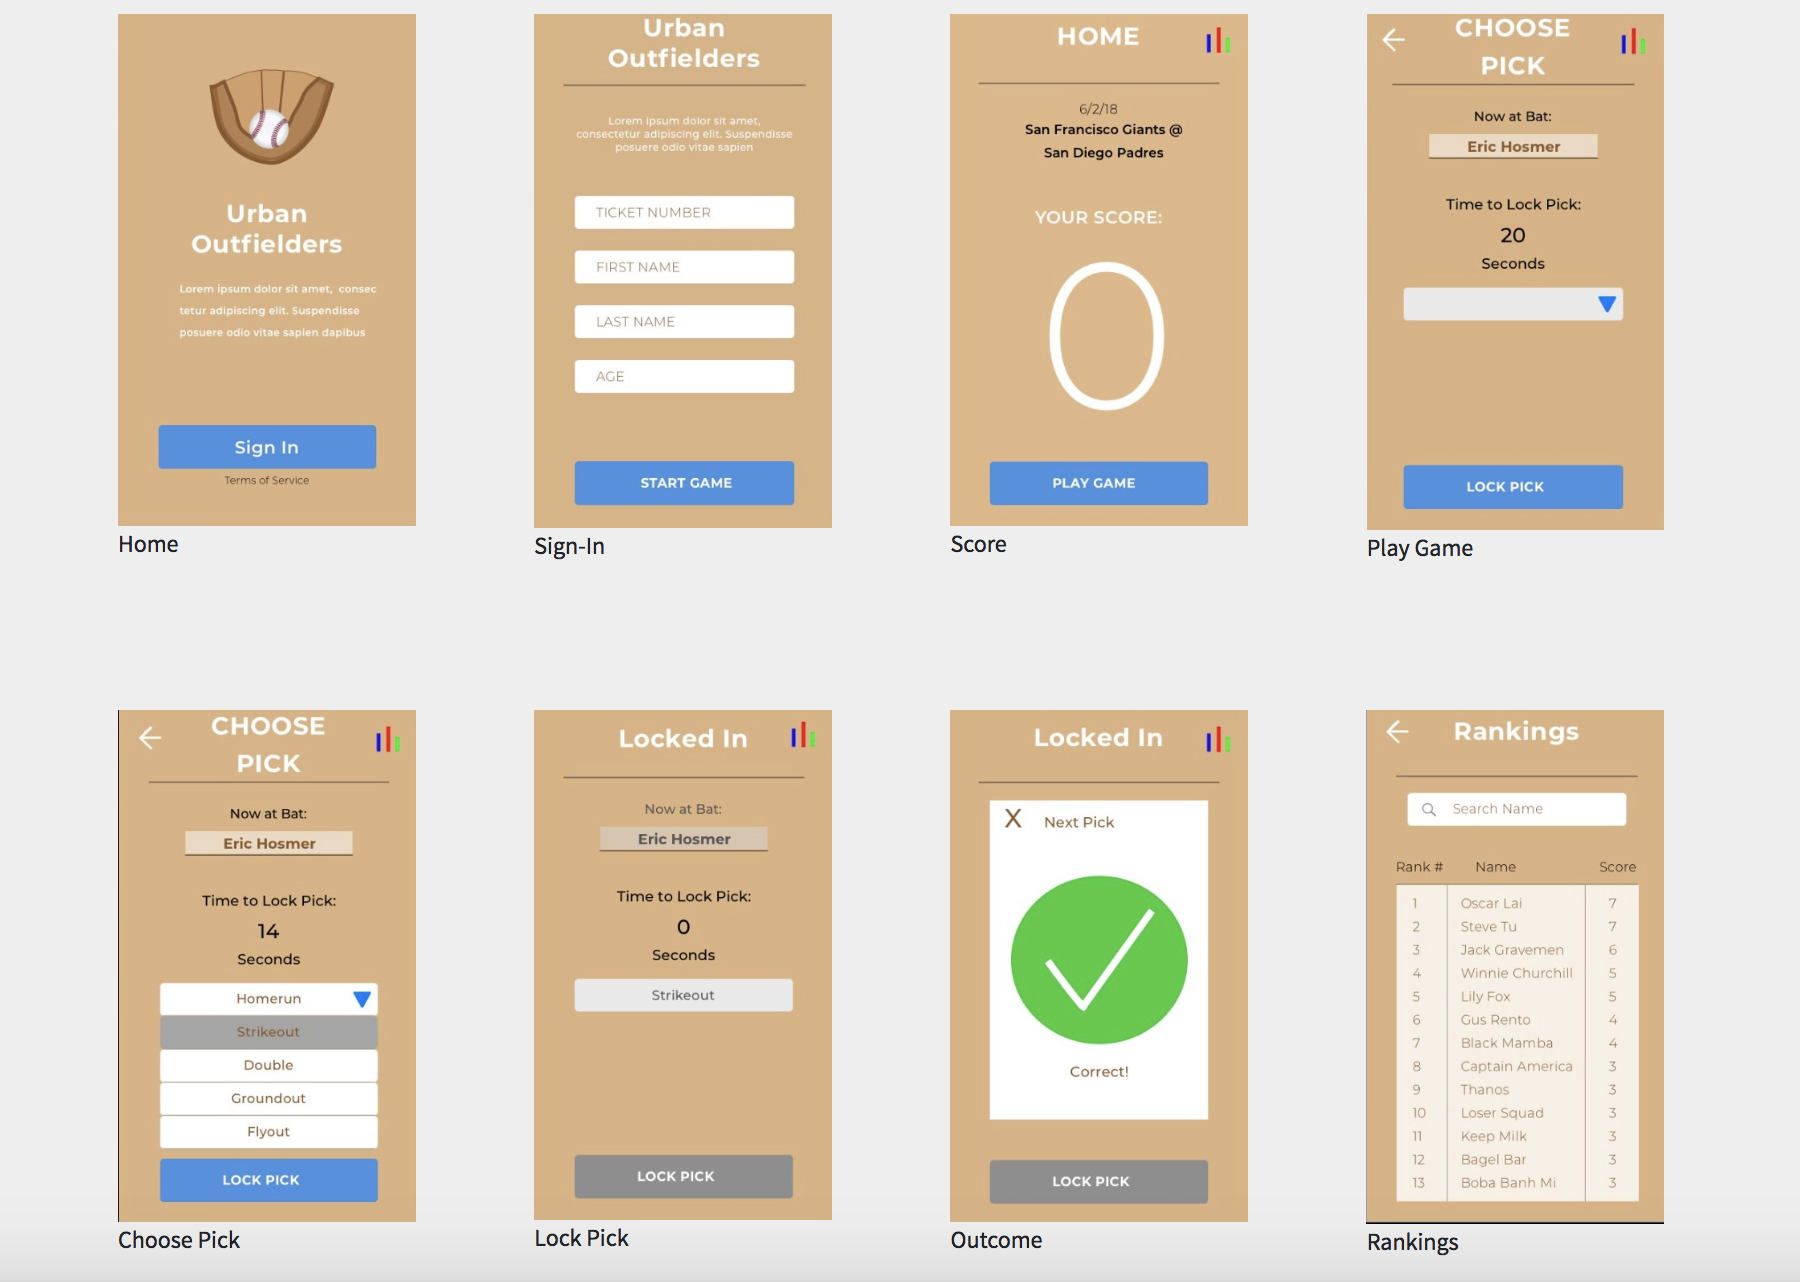 Urban
Outfielders
Lorem ipsum dolor sit amet, consec
tetur adipiscing elit. Suspendisse
posuere odio vitae sapien dapibus
Sign In
Terms of Service
Home
Urban
Outfielders
Lorem ipsum dolor sit amet,
consectetur adipiscing elit. Suspendisse
posuere odio vitae sapien
TICKET NUMBER
FIRST NAME
LAST NAME
AGE
START GAME
Sign-In
HOME
6/2/18
San Francisco Giants @
San Diego Padres
YOUR SCORE:
0
PLAY GAME
Score
CHOOSE
PICK
Now at Bat:
Eric Hosmer
Time to Lock Pick:
20
Seconds
LOCK PICK
Play Game
CHOOSE
PICK
Now at Bat:
Eric Hosmer
Time to Lock Pick:
14
Seconds
Homerun
Strikeout
Double
Groundout
Flyout
LOCK PICK
Choose Pick
Locked In
Now at Bat:
Eric Hosmer
Time to Lock Pick:
0
Seconds
Strikeout
LOCK PICK
Lock Pick
Locked In
X Next Pick
Correct!
LOCK PICK
Outcome
Rankings
Search Name
Rank # Name Score
1 Oscar Lai 7
2 Steve Tu 7
3 Jack Gravemen 6
4 Winnie Churchill 5
5 Lily Fox 5
6 Gus Rento 4
7 Black Mamba 4
8 Captain America 3
9 Thanos 3
10 Loser Squad 3
11 Keep Milk 3
12 Bagel Bar 3
13 Boba Banh Mi 3
Rankings